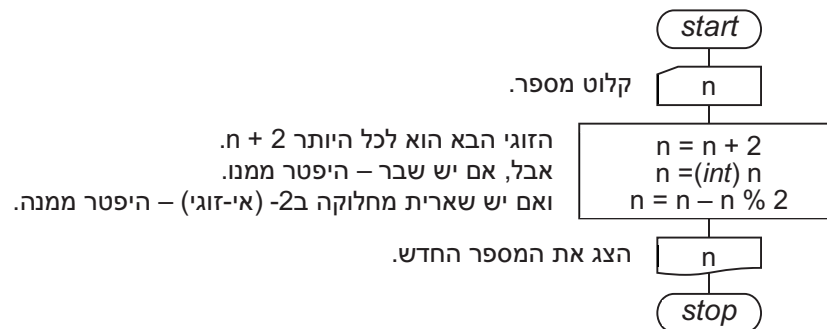 start
קלוט מספר.
n
הזוגי הבא הוא לכל היותר n + 2.
אבל, אם יש שבר – היפטר ממנו.
ואם יש שארית מחלוקה ב2- (אי-זוגי) – היפטר ממנה.
n = n + 2
n =(int) n
n = n – n % 2
הצג את המספר החדש.
n
stop